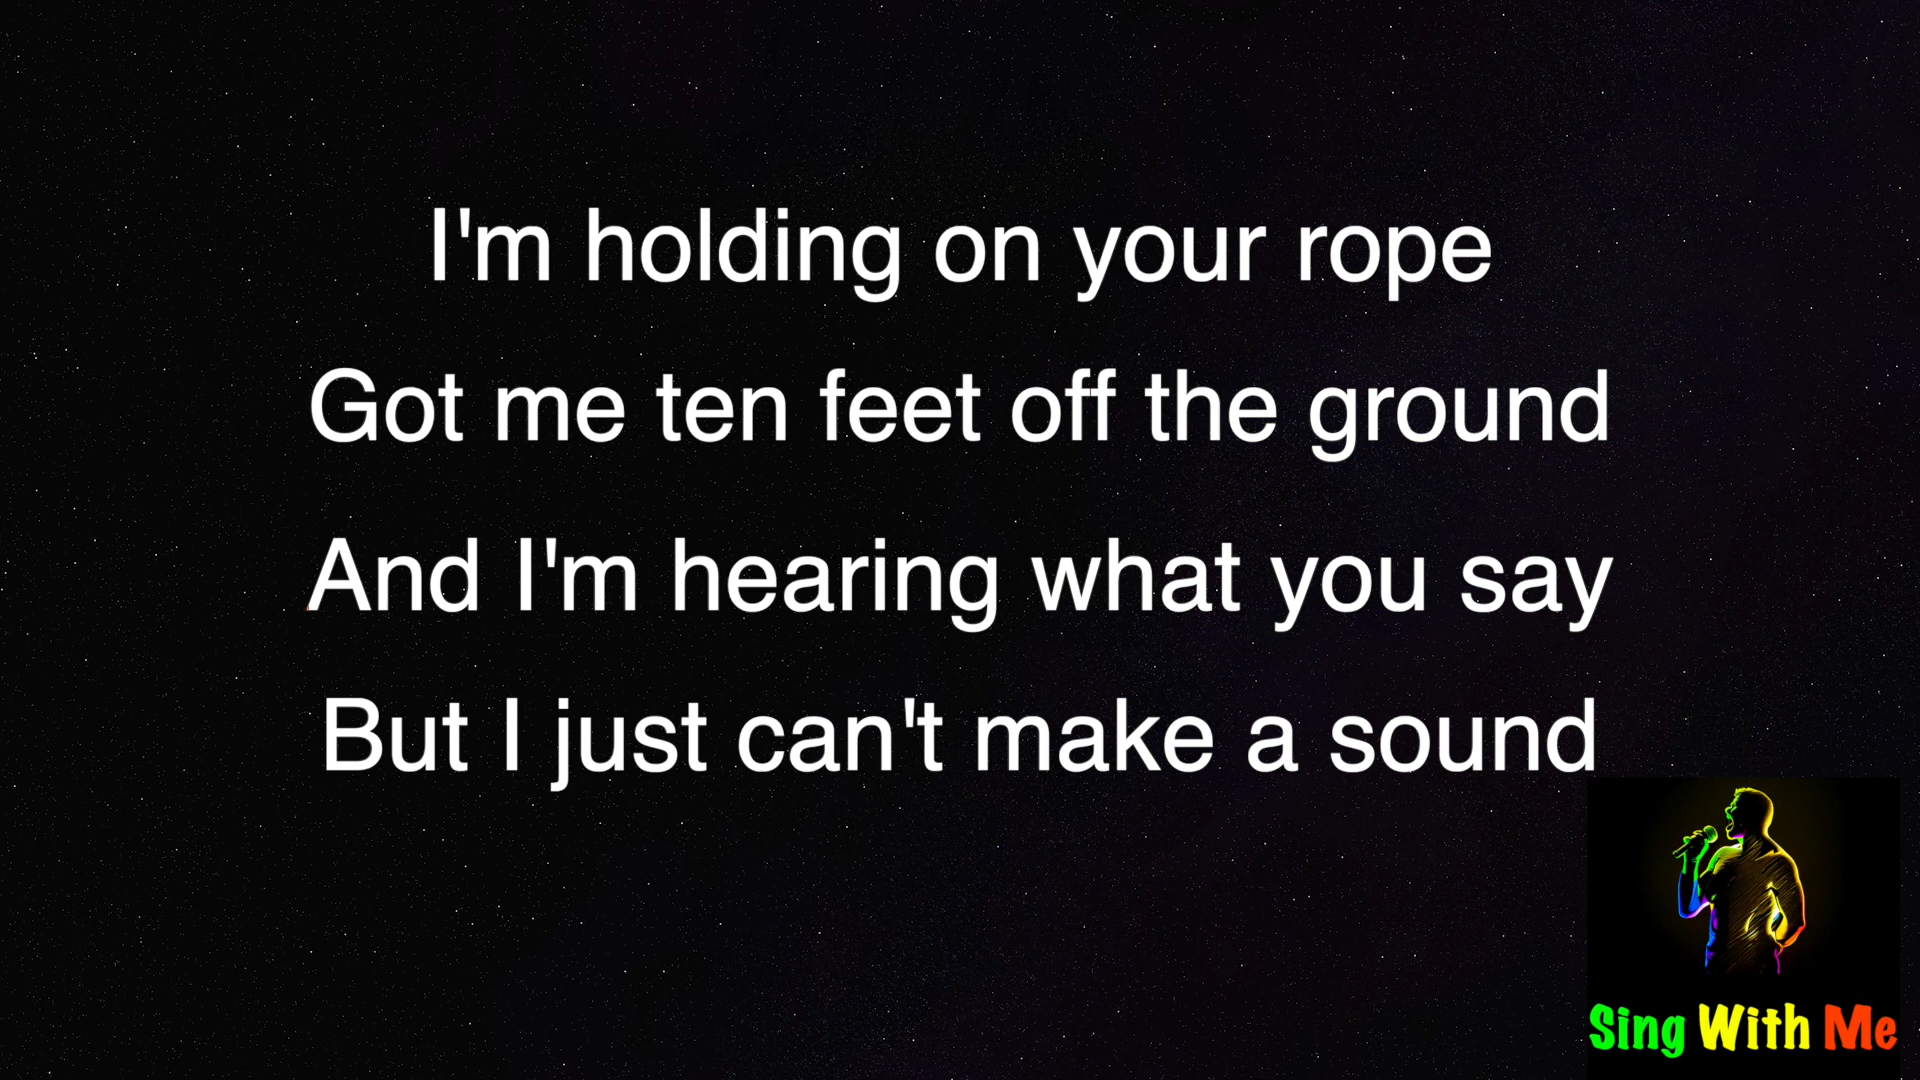 I'm holding on your rope
Got me ten feet off the ground
And I'm hearing what you say
But I just can't make a sound
Sing With Me